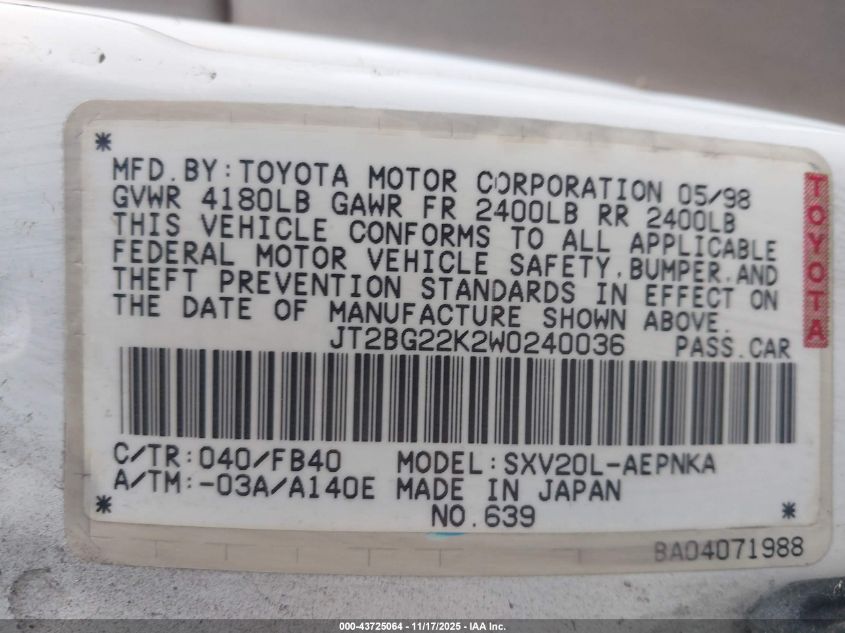 MFD.BY:TOYOTA MOTOR CORPORATION 05/98
GVWR 4180LB GAWR FR 2400LB RR 2400LB
THIS VEHICLE CONFORMS TO ALL APPLICABLE
FEDERAL MOTOR VEHICLE SAFETY,BUMPER,AND
THEFT PREVENTION STANDARDS IN EFFECT ON
THE DATE OF MANUFACTURE SHOWN ABOVE.
JT2BG22K2W0240036 PASS.CAR
TOYOTA
C/TR:040/FB40 MODEL:SXV20L-AEPNKA
A/TM:-03A/A140E MADE IN JAPAN
NO.639
BA04071988
000-43725064 - 11/17/2025 - IAA Inc.